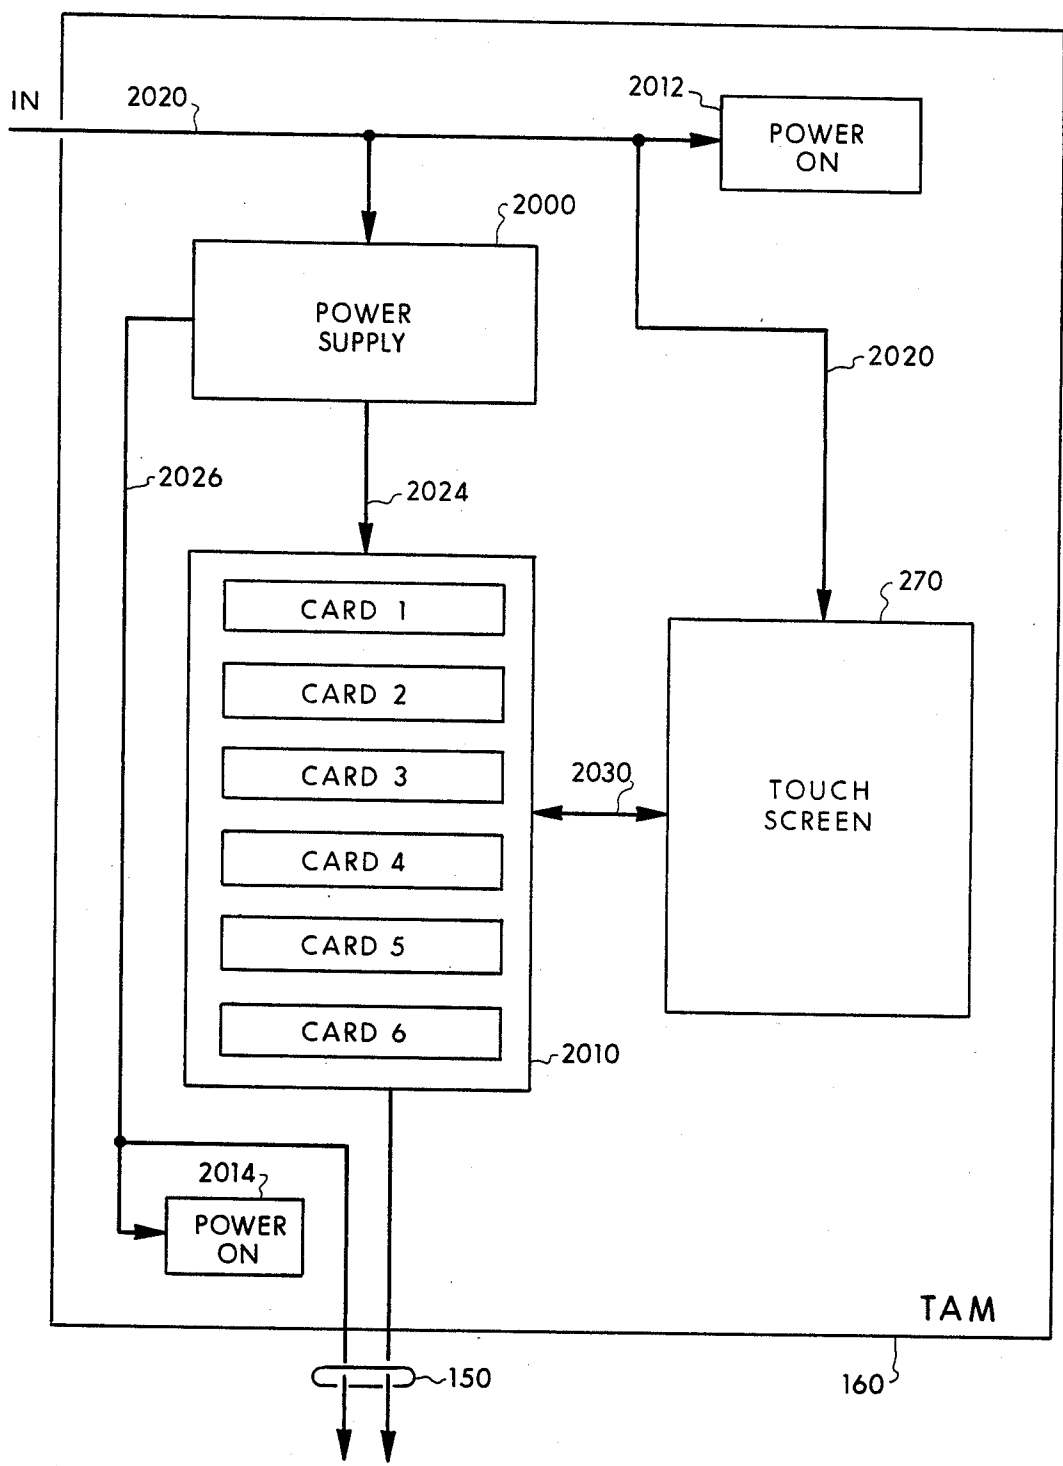 IN
2020
2012
POWER
ON
2000
POWER
SUPPLY
2020
2026
2024
270
CARD 1
CARD 2
CARD 3
CARD 4
CARD 5
CARD 6
2030
TOUCH
SCREEN
2010
2014
POWER
ON
TAM
150
160